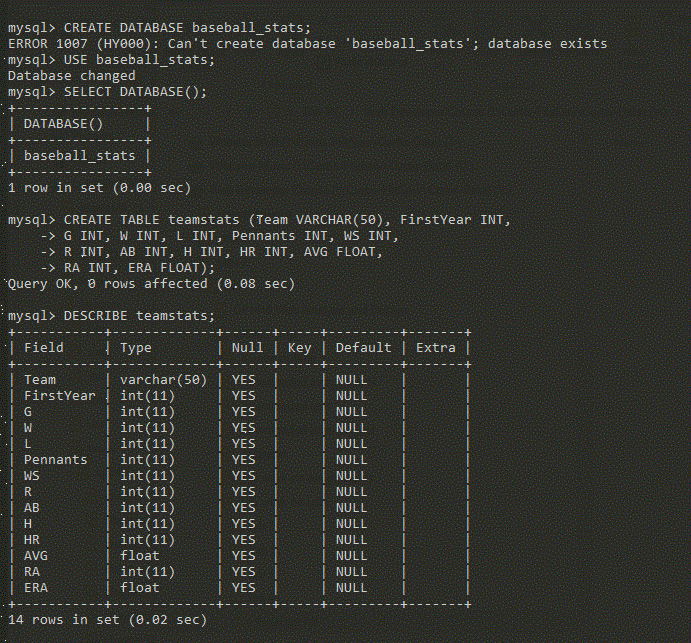 mysql> CREATE DATABASE baseball_stats;
ERROR 1007 (HY000): Can't create database 'baseball_stats'; database exists
mysql> USE baseball_stats;
Database changed
mysql> SELECT DATABASE();
+----------------+
| DATABASE()     |
+----------------+
| baseball_stats |
+----------------+
1 row in set (0.00 sec)

mysql> CREATE TABLE teamstats (Team VARCHAR(50), FirstYear INT,
    -> G INT, W INT, L INT, Pennants INT, WS INT,
    -> R INT, AB INT, H INT, HR INT, AVG FLOAT,
    -> RA INT, ERA FLOAT);
Query OK, 0 rows affected (0.08 sec)

mysql> DESCRIBE teamstats;
+-----------+-------------+------+-----+---------+-------+
| Field     | Type        | Null | Key | Default | Extra |
+-----------+-------------+------+-----+---------+-------+
| Team      | varchar(50) | YES  |     | NULL    |       |
| FirstYear | int(11)     | YES  |     | NULL    |       |
| G         | int(11)     | YES  |     | NULL    |       |
| W         | int(11)     | YES  |     | NULL    |       |
| L         | int(11)     | YES  |     | NULL    |       |
| Pennants  | int(11)     | YES  |     | NULL    |       |
| WS        | int(11)     | YES  |     | NULL    |       |
| R         | int(11)     | YES  |     | NULL    |       |
| AB        | int(11)     | YES  |     | NULL    |       |
| H         | int(11)     | YES  |     | NULL    |       |
| HR        | int(11)     | YES  |     | NULL    |       |
| AVG       | float       | YES  |     | NULL    |       |
| RA        | int(11)     | YES  |     | NULL    |       |
| ERA       | float       | YES  |     | NULL    |       |
+-----------+-------------+------+-----+---------+-------+
14 rows in set (0.02 sec)